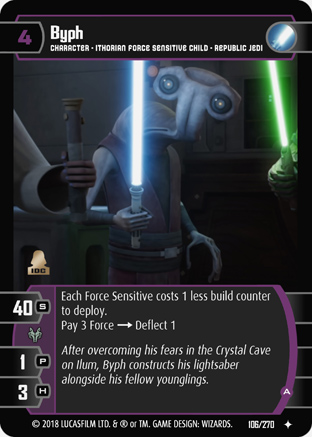 4
Byph
CHARACTER • ITHORIAN FORCE SENSITIVE CHILD • REPUBLIC JEDI
IDC
40 S
Each Force Sensitive costs 1 less build counter
to deploy.
Pay 3 Force → Deflect 1
1 P
3 H
After overcoming his fears in the Crystal Cave
on Ilum, Byph constructs his lightsaber
alongside his fellow younglings.
A
© 2018 LUCASFILM LTD. & ® or TM. GAME DESIGN: WIZARDS.
106/270